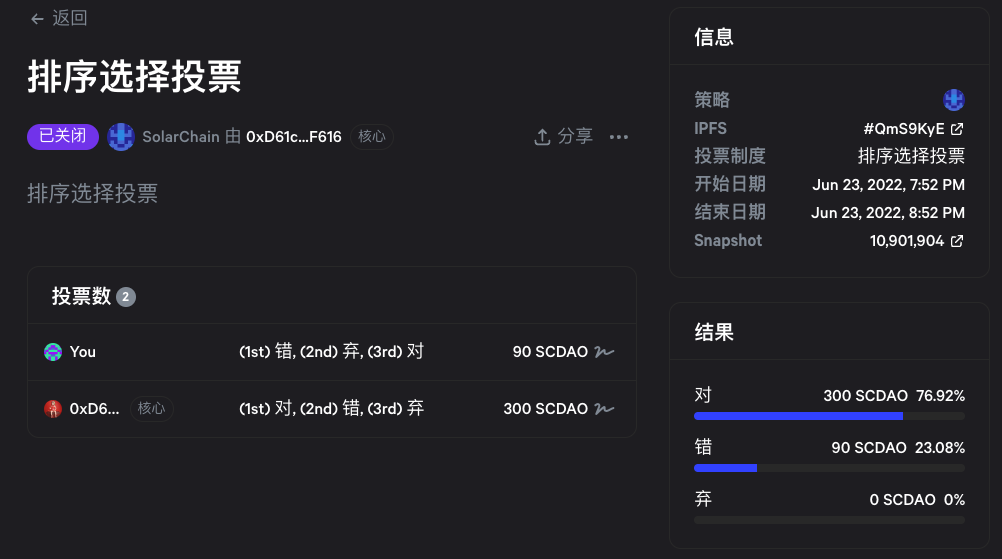 ← 返回
排序选择投票
已关闭 SolarChain 由 0xD61c...F616 核心 分享
排序选择投票
投票数 2
You (1st) 错, (2nd) 弃, (3rd) 对 90 SCDAO
0xD6... 核心 (1st) 对, (2nd) 错, (3rd) 弃 300 SCDAO
信息
策略
IPFS #QmS9KyE
投票制度 排序选择投票
开始日期 Jun 23, 2022, 7:52 PM
结束日期 Jun 23, 2022, 8:52 PM
Snapshot 10,901,904
结果
对 300 SCDAO 76.92%
错 90 SCDAO 23.08%
弃 0 SCDAO 0%